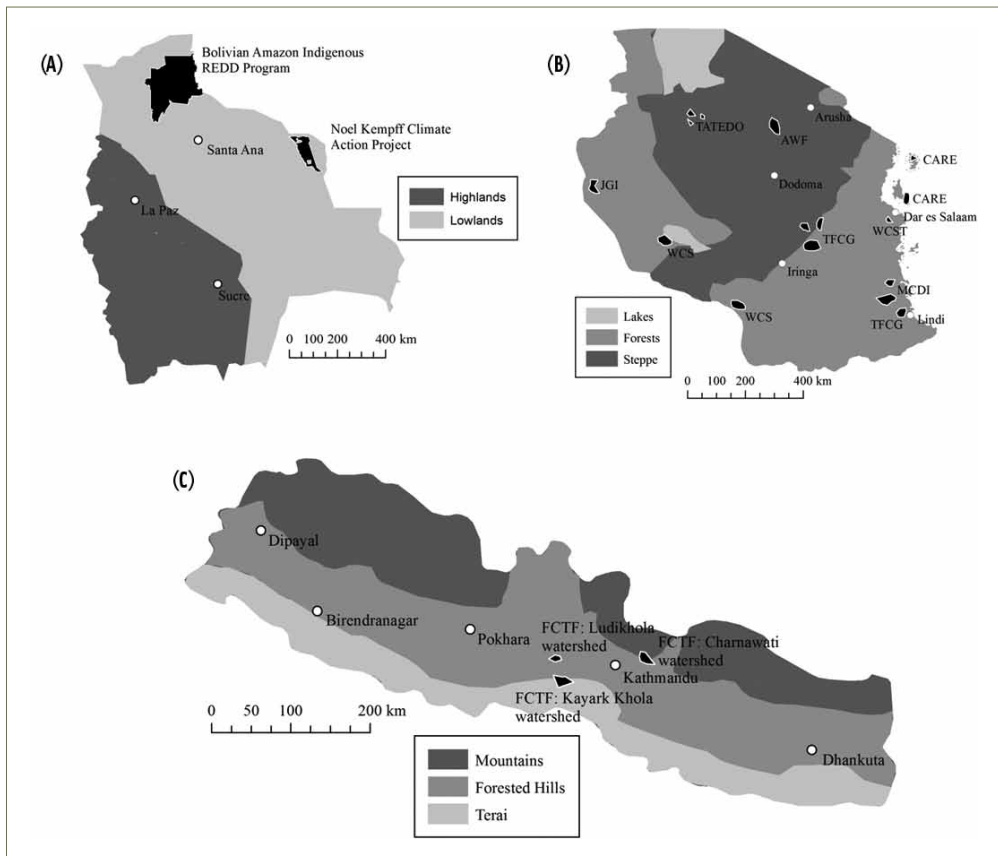 (A)
Bolivian Amazon Indigenous
REDD Program
Noel Kempff Climate
Action Project
Santa Ana
La Paz
Sucre
Highlands
Lowlands
0 100 200 400 km
(B)
Arusha
TATEDO
AWF
CARE
JGI
Dodoma
CARE
Dar es Salaam
WCST
TFCG
WCS
Iringa
MCDI
WCS
TFCG
Lindi
Lakes
Forests
Steppe
0 100 200 400 km
(C)
Dipayal
Birendranagar
Pokhara
FCTF: Ludikhola
watershed
FCTF: Charnawati
watershed
Kathmandu
FCTF: Kayark Khola
watershed
Dhankuta
0 50 100 200 km
Mountains
Forested Hills
Terai